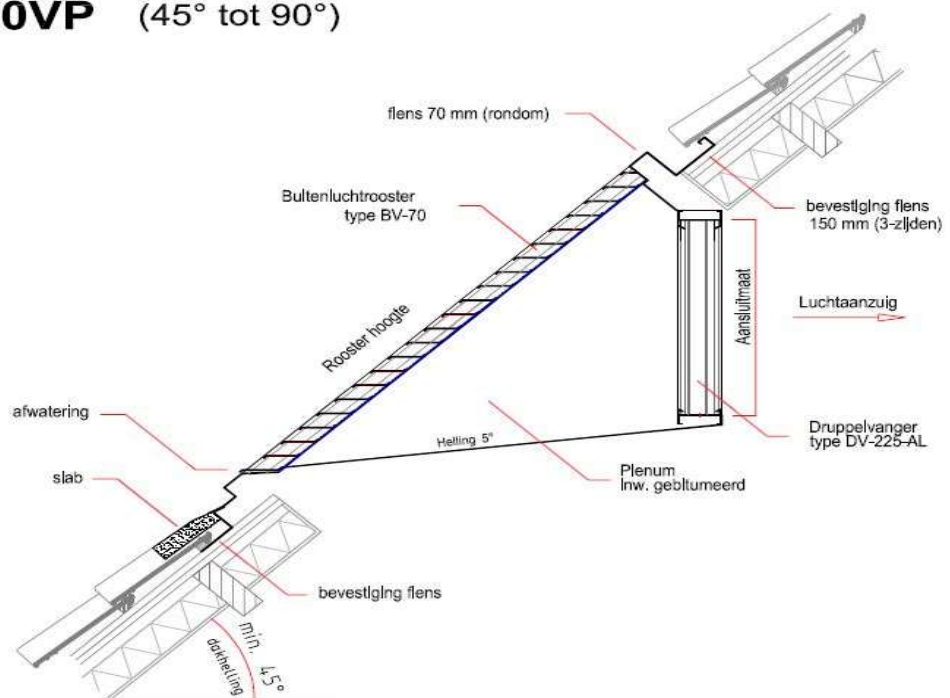 0VP (45° tot 90°)
flens 70 mm (rondom)
Buitenluchtrooster
type BV-70
bevestiging flens
150 mm (3-zijden)
Aansluitmaat
Luchtaanzuig
Rooster hoogte
afwatering
Helling 5°
Druppelvanger
type DV-225-AL
slab
Plenum
Inw. gebitumeerd
bevestiging flens
min. 45°
dakhelling